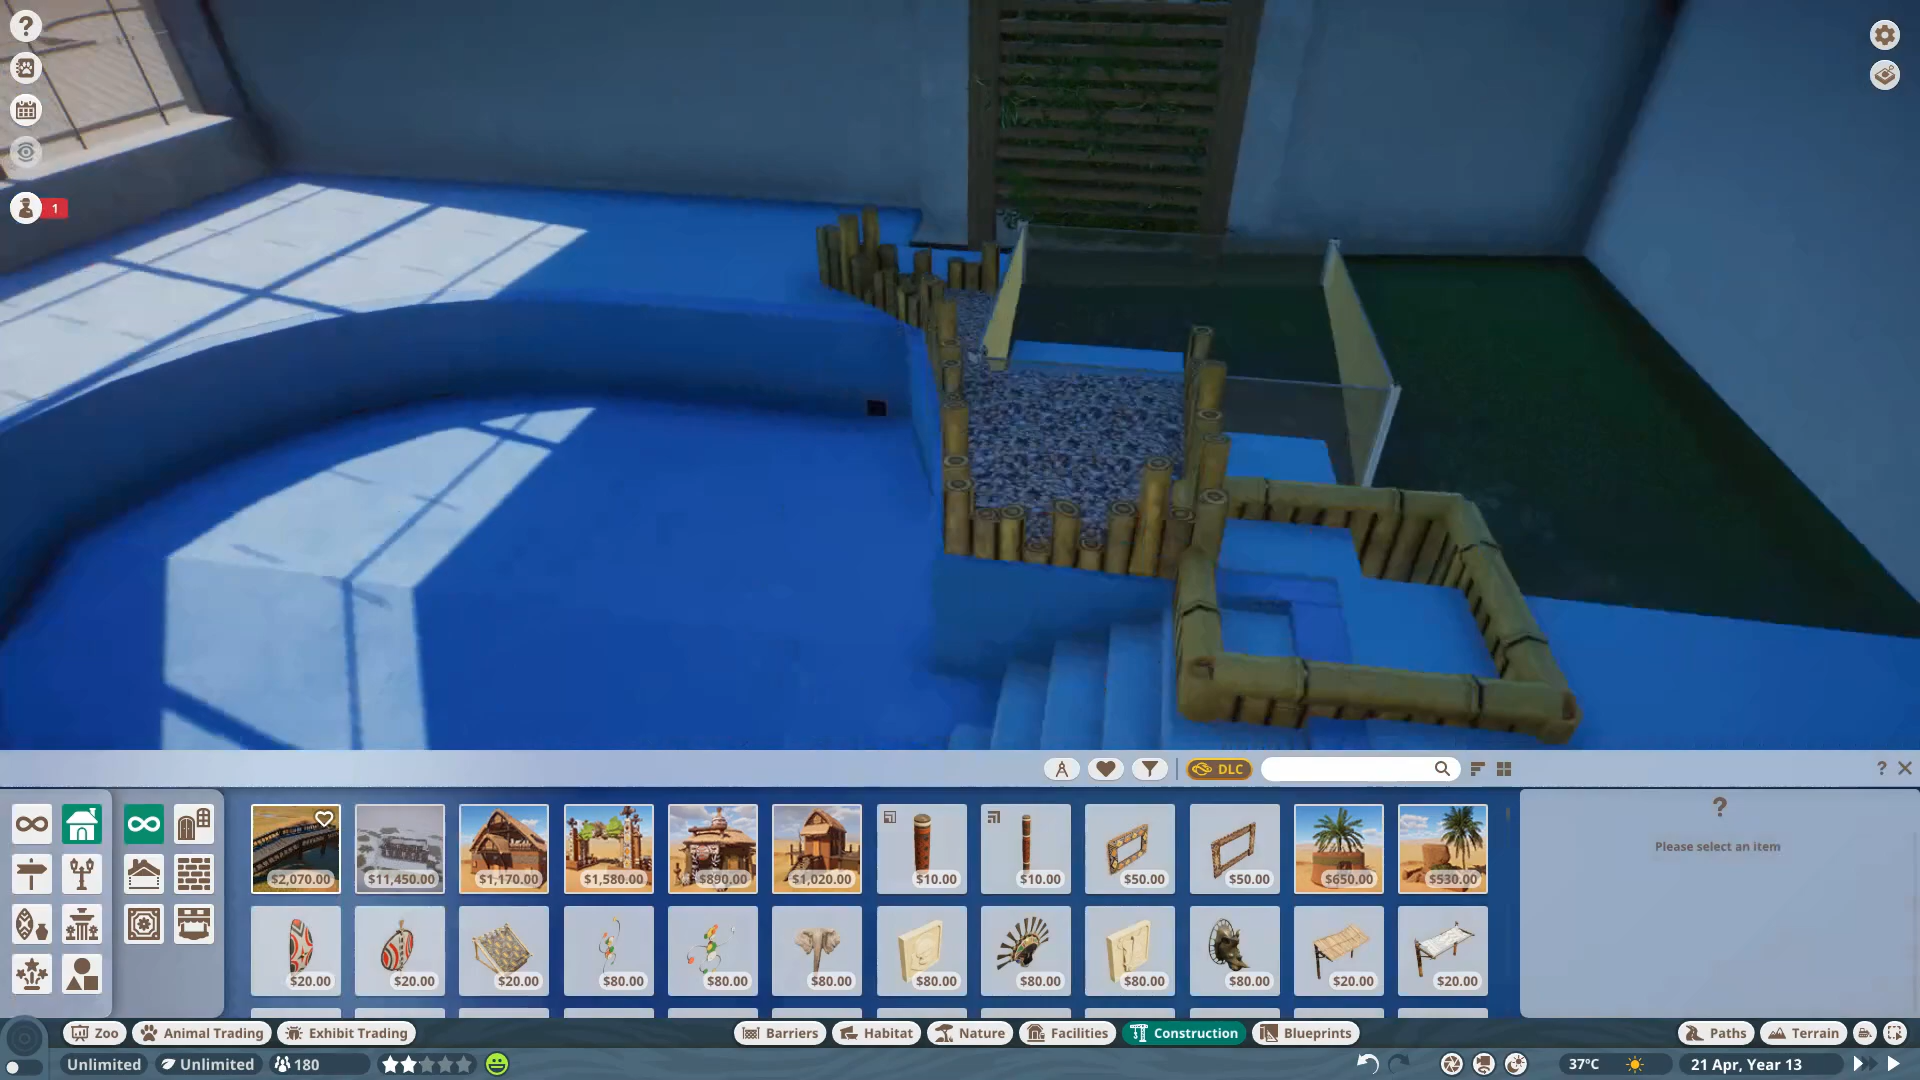 ?
1
DLC
?
$2,070.00
$11,450.00
$1,170.00
$1,580.00
$890.00
$1,020.00
$10.00
$10.00
$50.00
$50.00
$650.00
$530.00
?
Please select an item
$20.00
$20.00
$20.00
$80.00
$80.00
$80.00
$80.00
$80.00
$80.00
$80.00
$20.00
$20.00
Zoo
Animal Trading
Exhibit Trading
Barriers
Habitat
Nature
Facilities
Construction
Blueprints
Paths
Terrain
Unlimited
Unlimited
180
37°C
21 Apr, Year 13